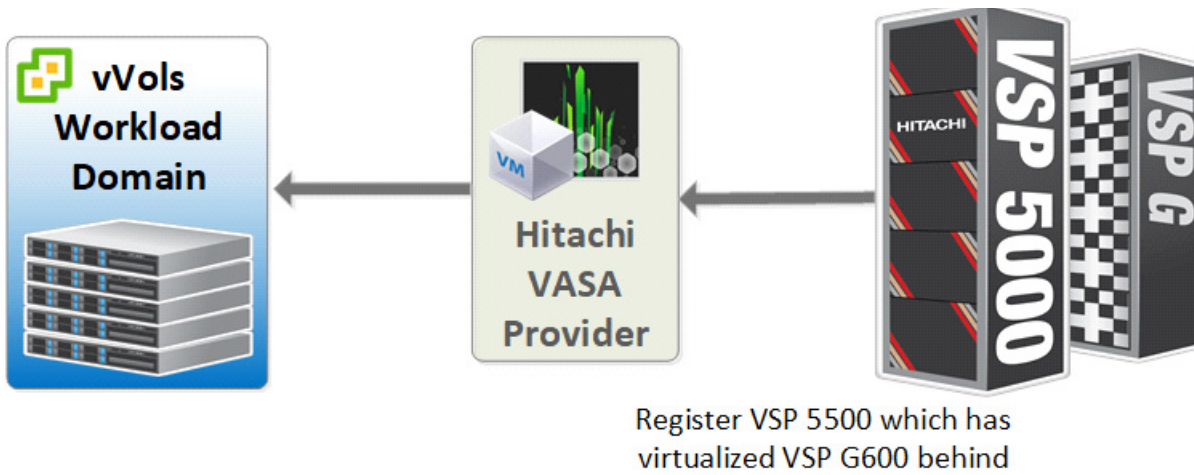 vVols
Workload
Domain
VM
Hitachi
VASA
Provider
HITACHI
VSP 5000
VSP G
Register VSP 5500 which has
virtualized VSP G600 behind